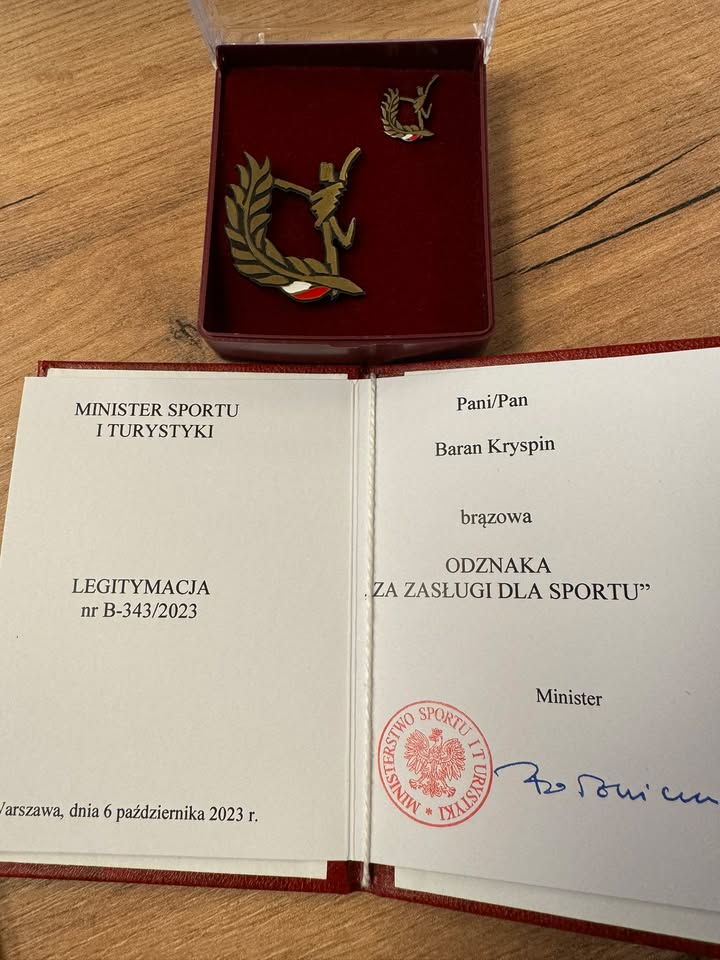 MINISTER SPORTU
I TURYSTYKI
LEGITYMACJA
nr B-343/2023
Warszawa, dnia 6 października 2023 r.
Pani/Pan
Baran Kryspin
brązowa
ODZNAKA
„ZA ZASŁUGI DLA SPORTU”
Minister
MINISTERSTWO SPORTU I TURYSTYKI *